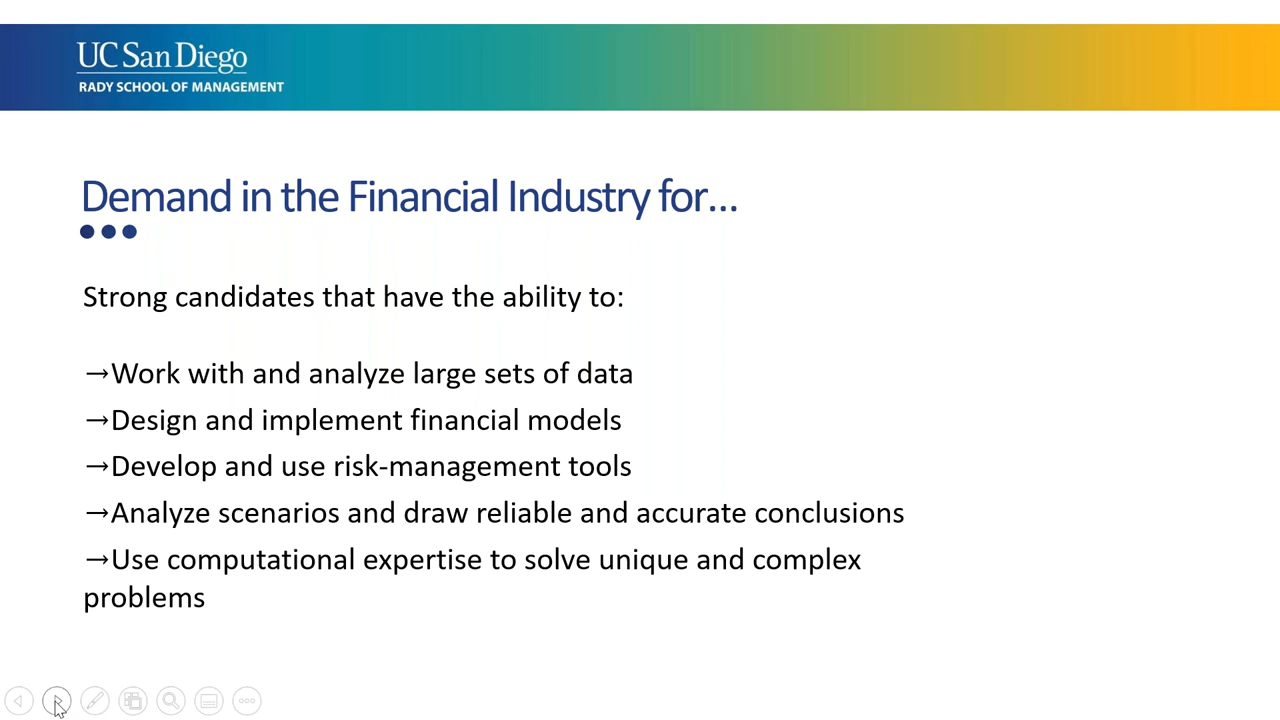 UC San Diego
RADY SCHOOL OF MANAGEMENT
Demand in the Financial Industry for...
Strong candidates that have the ability to:
→Work with and analyze large sets of data
→Design and implement financial models
→Develop and use risk-management tools
→Analyze scenarios and draw reliable and accurate conclusions
→Use computational expertise to solve unique and complex
problems